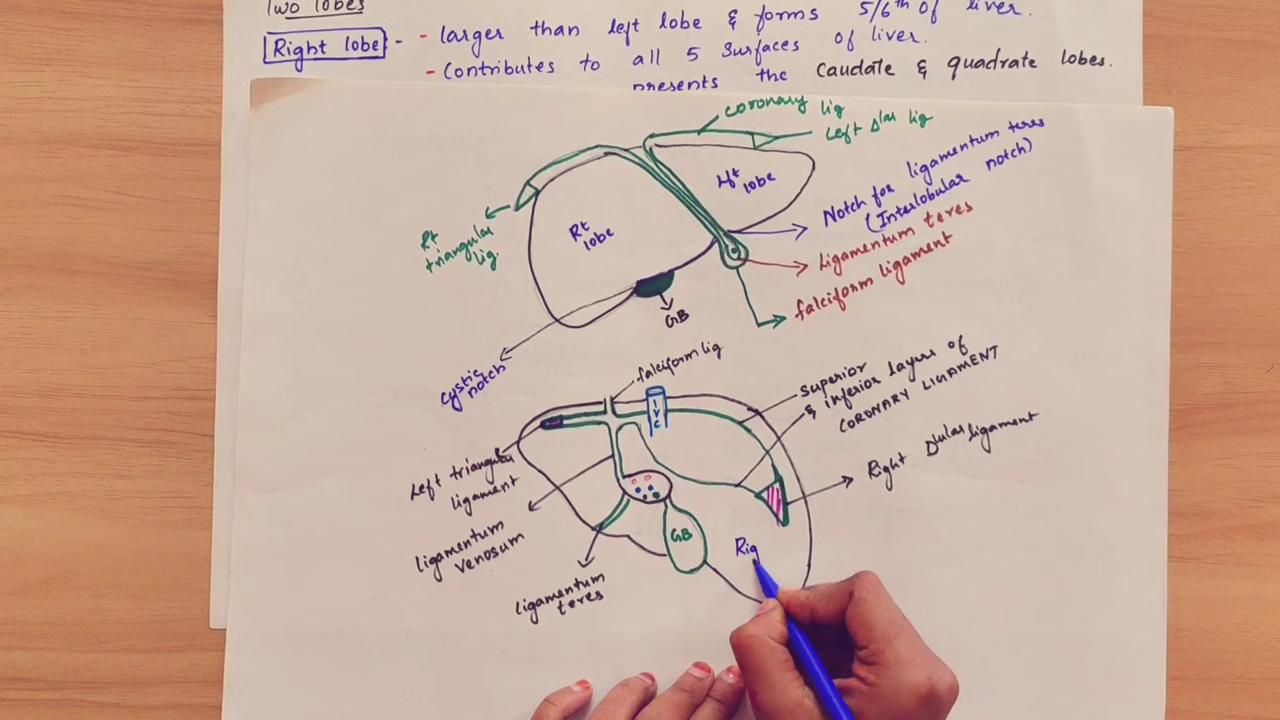 Two lobes
Right lobe - - larger than left lobe & forms 5/6th of liver.
- Contributes to all 5 surfaces of liver.
presents the caudate & quadrate lobes.
coronary lig
left Δlar lig
Lft lobe
Notch for ligamentum teres
(Interlobular notch)
Rt
triangular
lig.
Rt
lobe
Ligamentum teres
falciform ligament
GB
cystic
notch
falciform lig
superior
& inferior layers of
CORONARY LIGAMENT
IVC
Left triangular
ligament
Right Δular ligament
ligamentum
venosum
GB
Rig
ligamentum
teres